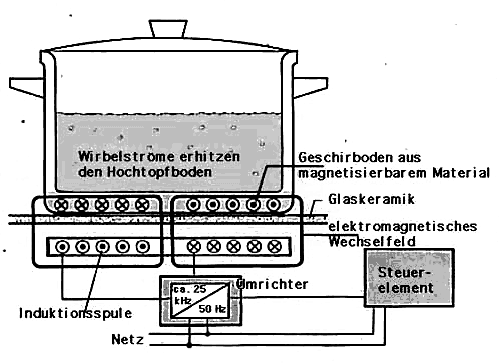 Wirbelströme erhitzen
den Hochtopfboden
Geschirboden aus
magnetisierbarem Material
Glaskeramik
elektromagnetisches
Wechselfeld
Steuer-
element
Umrichter
ca. 25
kHz
50 Hz
Induktionsspule
Netz